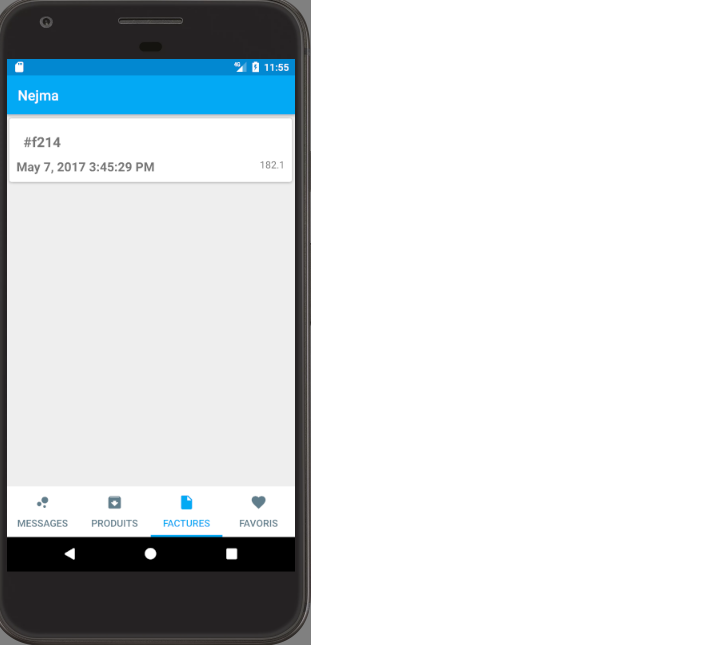 4G 11:55
Nejma
#f214
May 7, 2017 3:45:29 PM
182.1
MESSAGES PRODUITS FACTURES FAVORIS